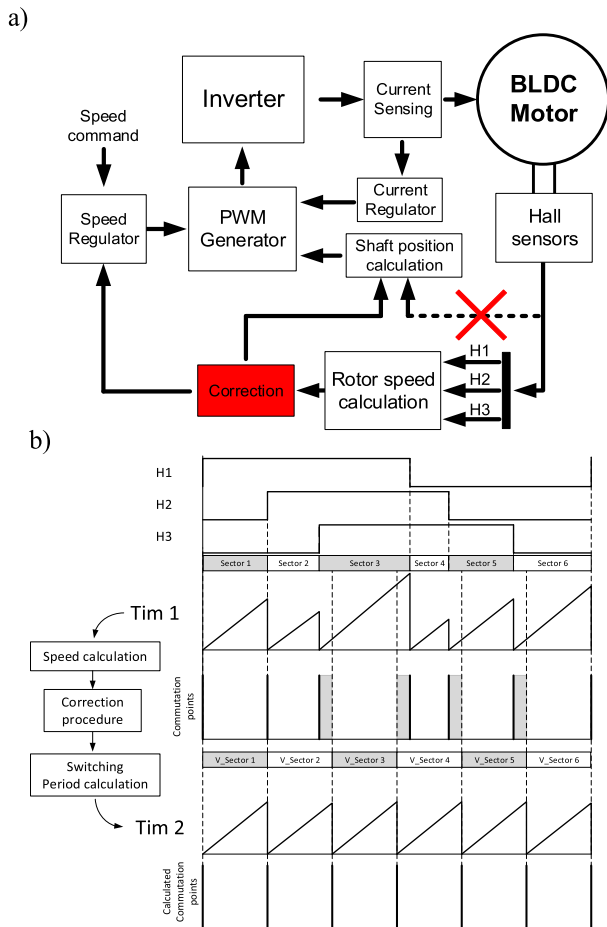 a)
Inverter
Current
Sensing
BLDC
Motor
Speed
command
Speed
Regulator
PWM
Generator
Current
Regulator
Hall
sensors
Shaft position
calculation
Correction
Rotor speed
calculation
H1
H2
H3
b)
H1
H2
H3
Sector 1
Sector 2
Sector 3
Sector 4
Sector 5
Sector 6
Tim 1
Speed calculation
Correction
procedure
Switching
Period calculation
Tim 2
Commutation
points
V_Sector 1
V_Sector 2
V_Sector 3
V_Sector 4
V_Sector 5
V_Sector 6
Calculated
Commutation
points